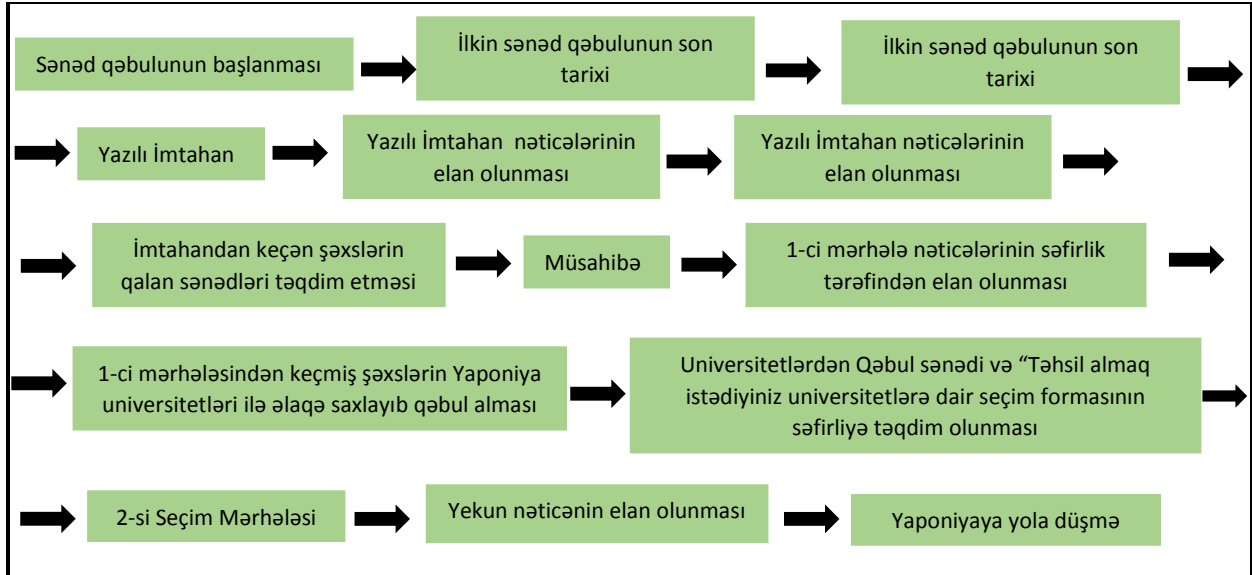 Sənəd qəbulunun başlanması
İlkin sənəd qəbulunun son
tarixi
İlkin sənəd qəbulunun son
tarixi
Yazılı İmtahan
Yazılı İmtahan nəticələrinin
elan olunması
Yazılı İmtahan nəticələrinin
elan olunması
İmtahandan keçən şəxslərin
qalan sənədləri təqdim etməsi
Müsahibə
1-ci mərhələ nəticələrinin səfirlik
tərəfindən elan olunması
1-ci mərhələsindən keçmiş şəxslərin Yaponiya
universitetləri ilə əlaqə saxlayıb qəbul alması
Universitetlərdən Qəbul sənədi və “Təhsil almaq
istədiyiniz universitetlərə dair seçim formasının
səfirliyə təqdim olunması
2-si Seçim Mərhələsi
Yekun nəticənin elan olunması
Yaponiyaya yola düşmə